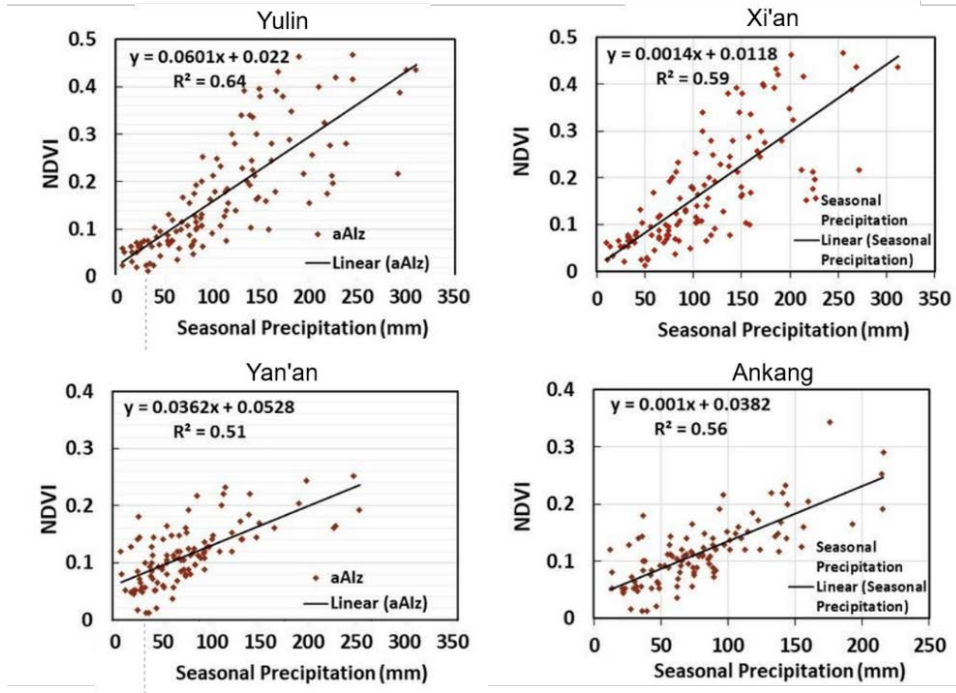 Yulin
y = 0.0601x + 0.022
R² = 0.64
0.5
0.4
0.3
0.2
0.1
0
NDVI
aAIz
Linear (aAIz)
0 50 100 150 200 250 300 350
Seasonal Precipitation (mm)
Xi'an
y = 0.0014x + 0.0118
R² = 0.59
0.5
0.4
0.3
0.2
0.1
0
NDVI
Seasonal
Precipitation
Linear (Seasonal
Precipitation)
0 50 100 150 200 250 300 350
Seasonal Precipitation (mm)
Yan'an
y = 0.0362x + 0.0528
R² = 0.51
0.4
0.3
0.2
0.1
0
NDVI
aAIz
Linear (aAIz)
0 50 100 150 200 250 300 350
Seasonal Precipitation (mm)
Ankang
y = 0.001x + 0.0382
R² = 0.56
0.4
0.3
0.2
0.1
0
NDVI
Seasonal
Precipitation
Linear (Seasonal
Precipitation)
0 50 100 150 200 250
Seasonal Precipitation (mm)